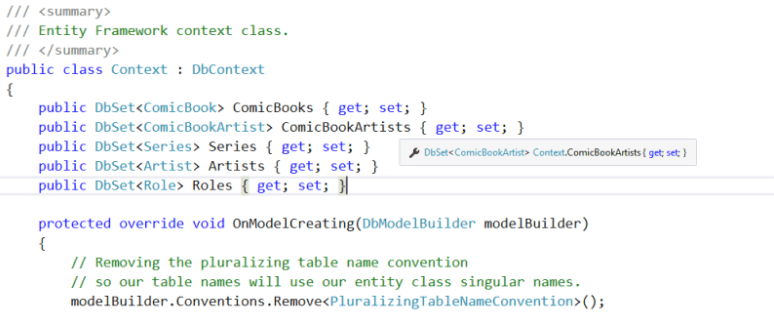 /// <summary>
/// Entity Framework context class.
/// </summary>
public class Context : DbContext
{
    public DbSet<ComicBook> ComicBooks { get; set; }
    public DbSet<ComicBookArtist> ComicBookArtists { get; set; }
    public DbSet<Series> Series { get; set; }
DbSet<ComicBookArtist> Context.ComicBookArtists { get; set; }
    public DbSet<Artist> Artists { get; set; }
    public DbSet<Role> Roles { get; set; }

    protected override void OnModelCreating(DbModelBuilder modelBuilder)
    {
        // Removing the pluralizing table name convention
        // so our table names will use our entity class singular names.
        modelBuilder.Conventions.Remove<PluralizingTableNameConvention>();